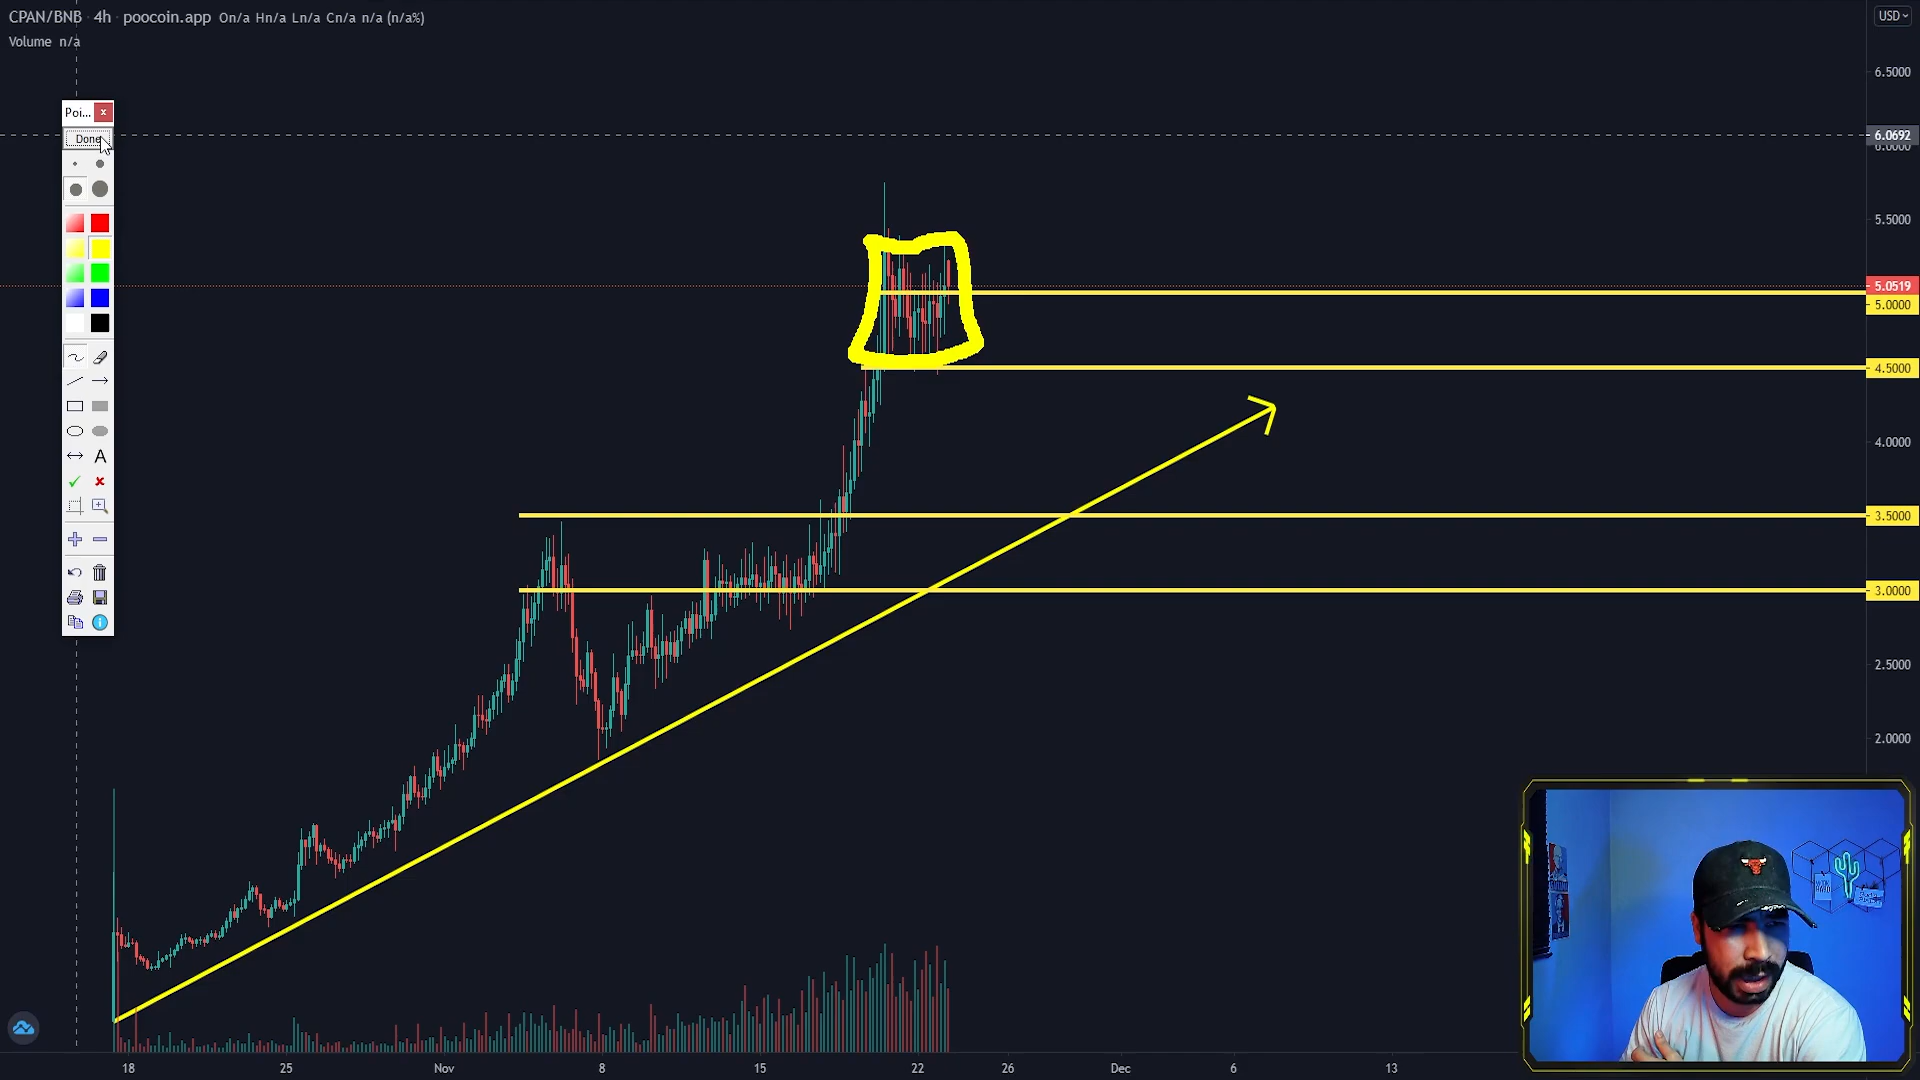 CPAN/BNB 4h poocoin.app On/a Hn/a Ln/a Cn/a n/a (n/a%)
USD
Volume n/a
6.5000
Poi... x
Done
6.0692
6.0000
5.5000
5.0519
5.0000
4.5000
4.0000
A
3.5000
3.0000
2.5000
2.0000
18 25 Nov 8 15 22 26 Dec 6 13